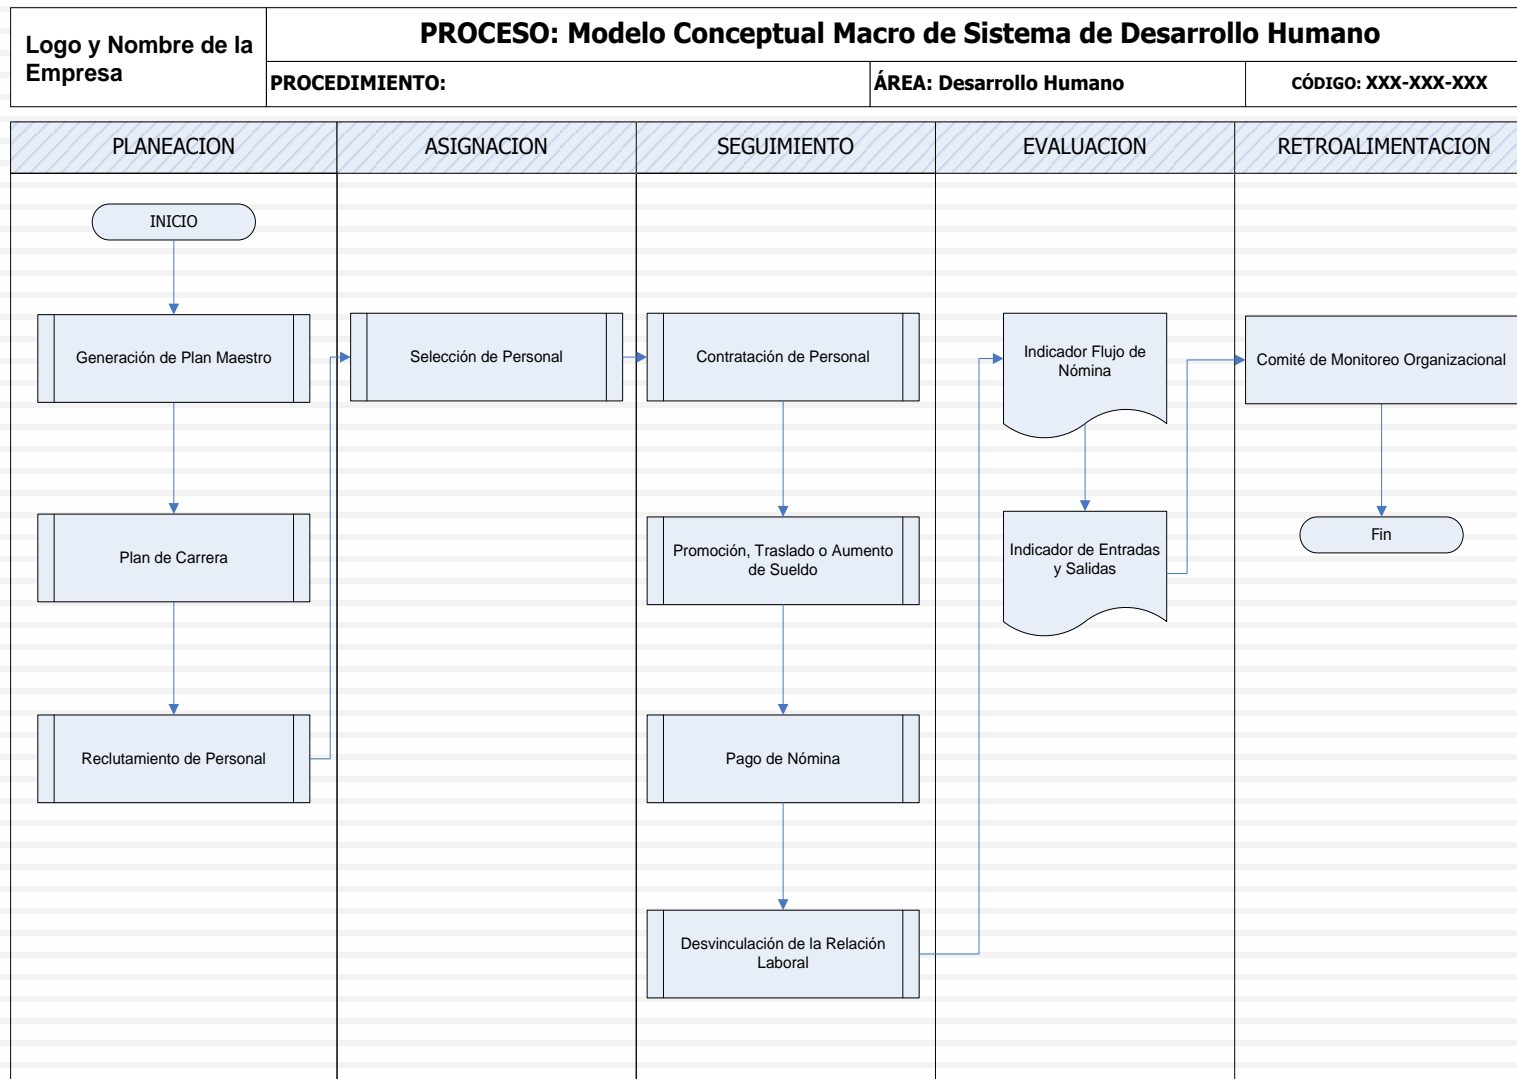 Logo y Nombre de la
Empresa
PROCESO: Modelo Conceptual Macro de Sistema de Desarrollo Humano
PROCEDIMIENTO:
ÁREA: Desarrollo Humano
CÓDIGO: XXX-XXX-XXX
PLANEACION
ASIGNACION
SEGUIMIENTO
EVALUACION
RETROALIMENTACION
INICIO
Generación de Plan Maestro
Plan de Carrera
Reclutamiento de Personal
Selección de Personal
Contratación de Personal
Promoción, Traslado o Aumento
de Sueldo
Pago de Nómina
Desvinculación de la Relación
Laboral
Indicador Flujo de
Nómina
Indicador de Entradas
y Salidas
Comité de Monitoreo Organizacional
Fin